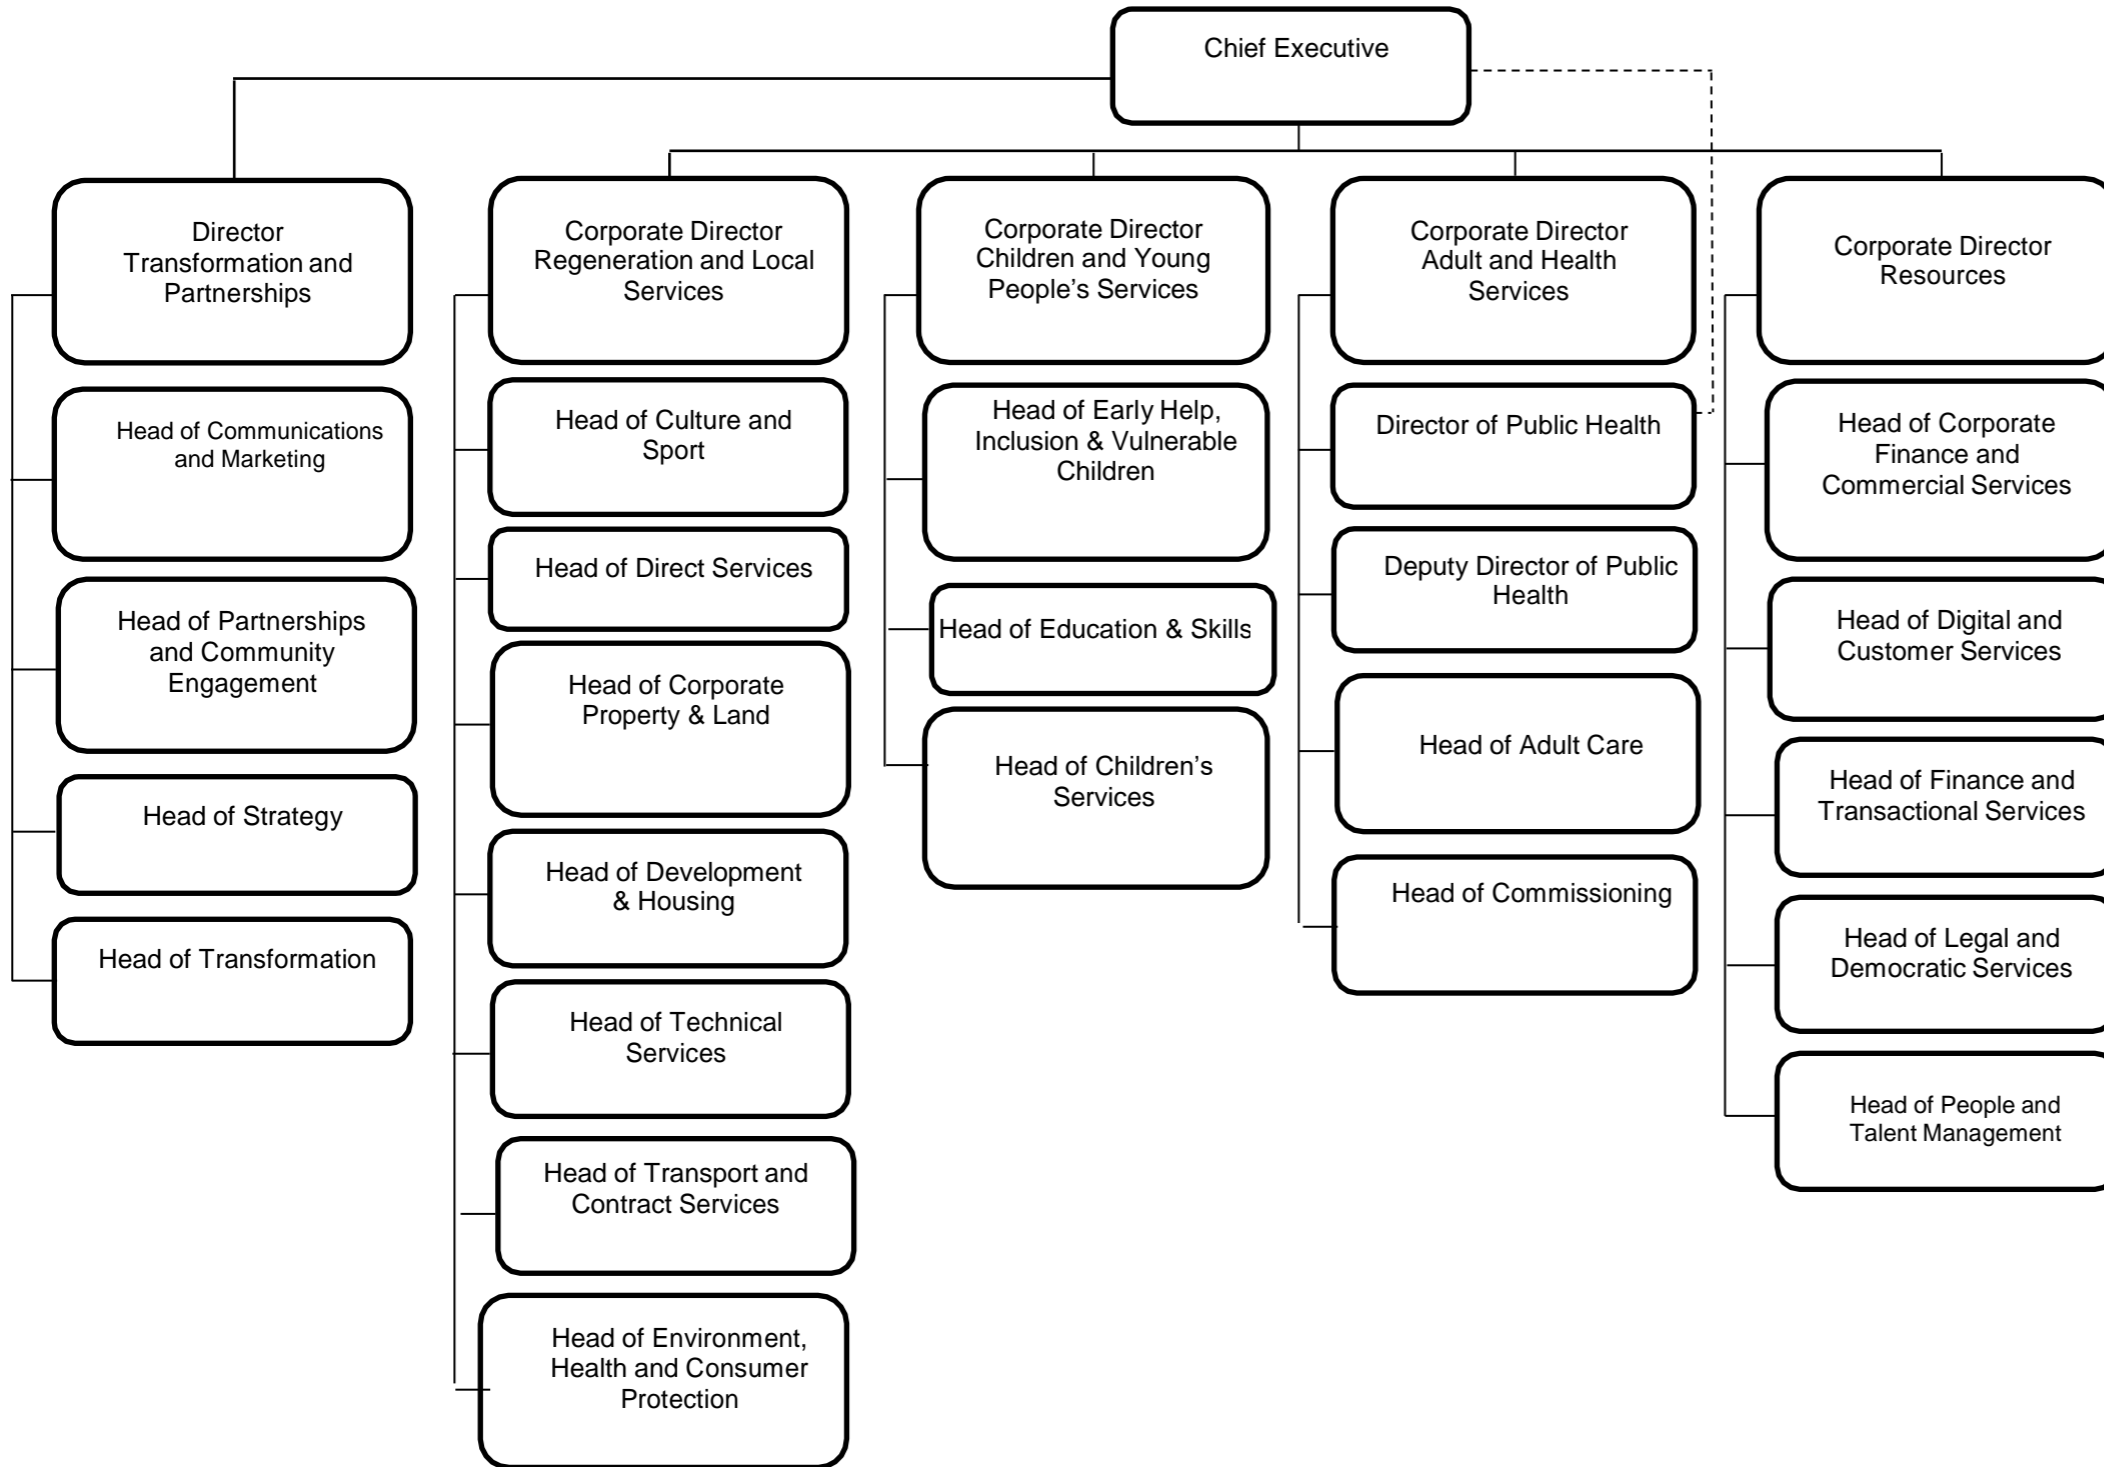 Chief Executive
Director
Transformation and
Partnerships
Head of Communications
and Marketing
Head of Partnerships
and Community
Engagement
Head of Strategy
Head of Transformation
Corporate Director
Regeneration and Local
Services
Head of Culture and
Sport
Head of Direct Services
Head of Corporate
Property & Land
Head of Development
& Housing
Head of Technical
Services
Head of Transport and
Contract Services
Head of Environment,
Health and Consumer
Protection
Corporate Director
Children and Young
People’s Services
Head of Early Help,
Inclusion & Vulnerable
Children
Head of Education & Skills
Head of Children’s
Services
Corporate Director
Adult and Health
Services
Director of Public Health
Deputy Director of Public
Health
Head of Adult Care
Head of Commissioning
Corporate Director
Resources
Head of Corporate
Finance and
Commercial Services
Head of Digital and
Customer Services
Head of Finance and
Transactional Services
Head of Legal and
Democratic Services
Head of People and
Talent Management